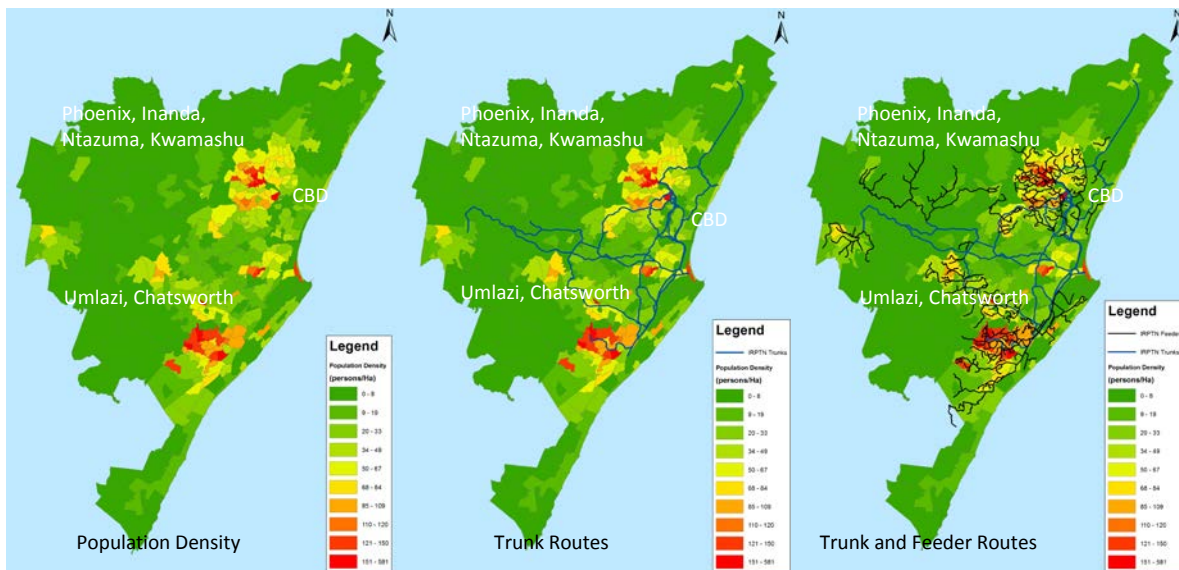 N
Phoenix, Inanda,
Ntazuma, Kwamashu
CBD
Umlazi, Chatsworth
Legend
Population Density
(persons/Ha)
0 - 8
9 - 19
20 - 33
34 - 49
50 - 67
68 - 84
85 - 109
110 - 120
121 - 150
151 - 581
Population Density
N
Phoenix, Inanda,
Ntazuma, Kwamashu
CBD
Umlazi, Chatsworth
Legend
IRPTN Trunks
Population Density
(persons/Ha)
0 - 8
9 - 19
20 - 33
34 - 49
50 - 67
68 - 84
85 - 109
110 - 120
121 - 150
151 - 581
Trunk Routes
N
Phoenix, Inanda,
Ntazuma, Kwamashu
CBD
Umlazi, Chatsworth
Legend
IRPTN Feeder
IRPTN Trunks
Population Density
(persons/Ha)
0 - 8
9 - 19
20 - 33
34 - 49
50 - 67
68 - 84
85 - 109
110 - 120
121 - 150
151 - 581
Trunk and Feeder Routes